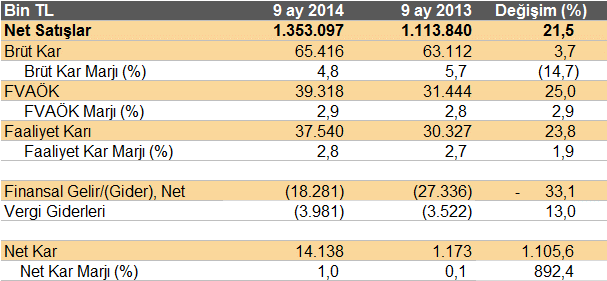 Bin TL 9 ay 2014 9 ay 2013 Değişim (%)
Net Satışlar 1.353.097 1.113.840 21,5
Brüt Kar 65.416 63.112 3,7
Brüt Kar Marjı (%) 4,8 5,7 (14,7)
FVAÖK 39.318 31.444 25,0
FVAÖK Marjı (%) 2,9 2,8 2,9
Faaliyet Karı 37.540 30.327 23,8
Faaliyet Kar Marjı (%) 2,8 2,7 1,9
Finansal Gelir/(Gider), Net (18.281) (27.336) - 33,1
Vergi Giderleri (3.981) (3.522) 13,0
Net Kar 14.138 1.173 1.105,6
Net Kar Marjı (%) 1,0 0,1 892,4